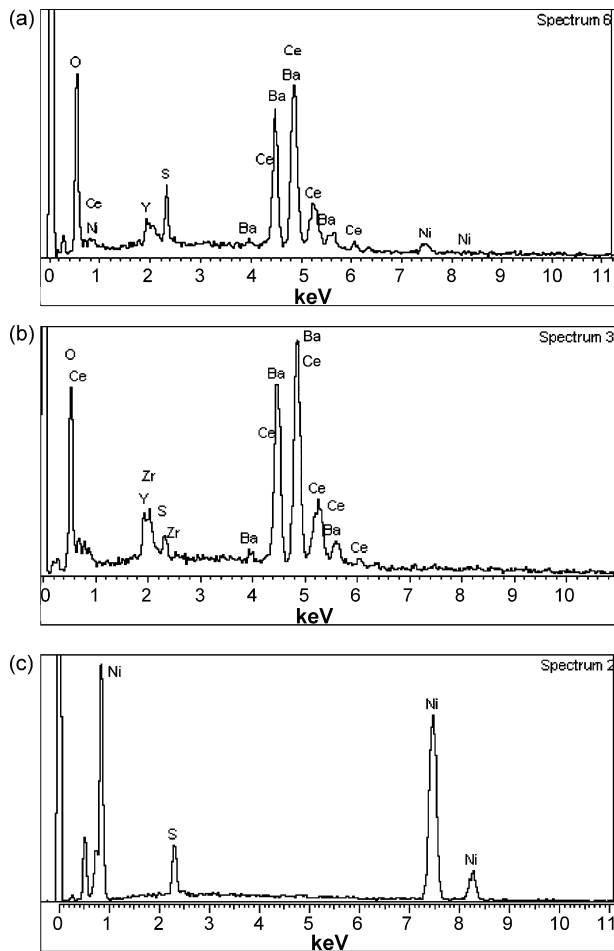 (a)
Spectrum 6
Ce
O
Ba
Ba
S
Ce
Ce
Ce
Y
Ni
Ba
Ba
Ce
Ni
Ni
0 1 2 3 4 5 6 7 8 9 10 11
keV
(b)
Spectrum 3
Ba
O
Ce
Ce
Ba
Ce
Zr
Y
S
Ce
Ce
Zr
Ba
Ba
Ce
0 1 2 3 4 5 6 7 8 9 10
keV
(c)
Spectrum 2
Ni
Ni
S
Ni
0 1 2 3 4 5 6 7 8 9 10 11
keV